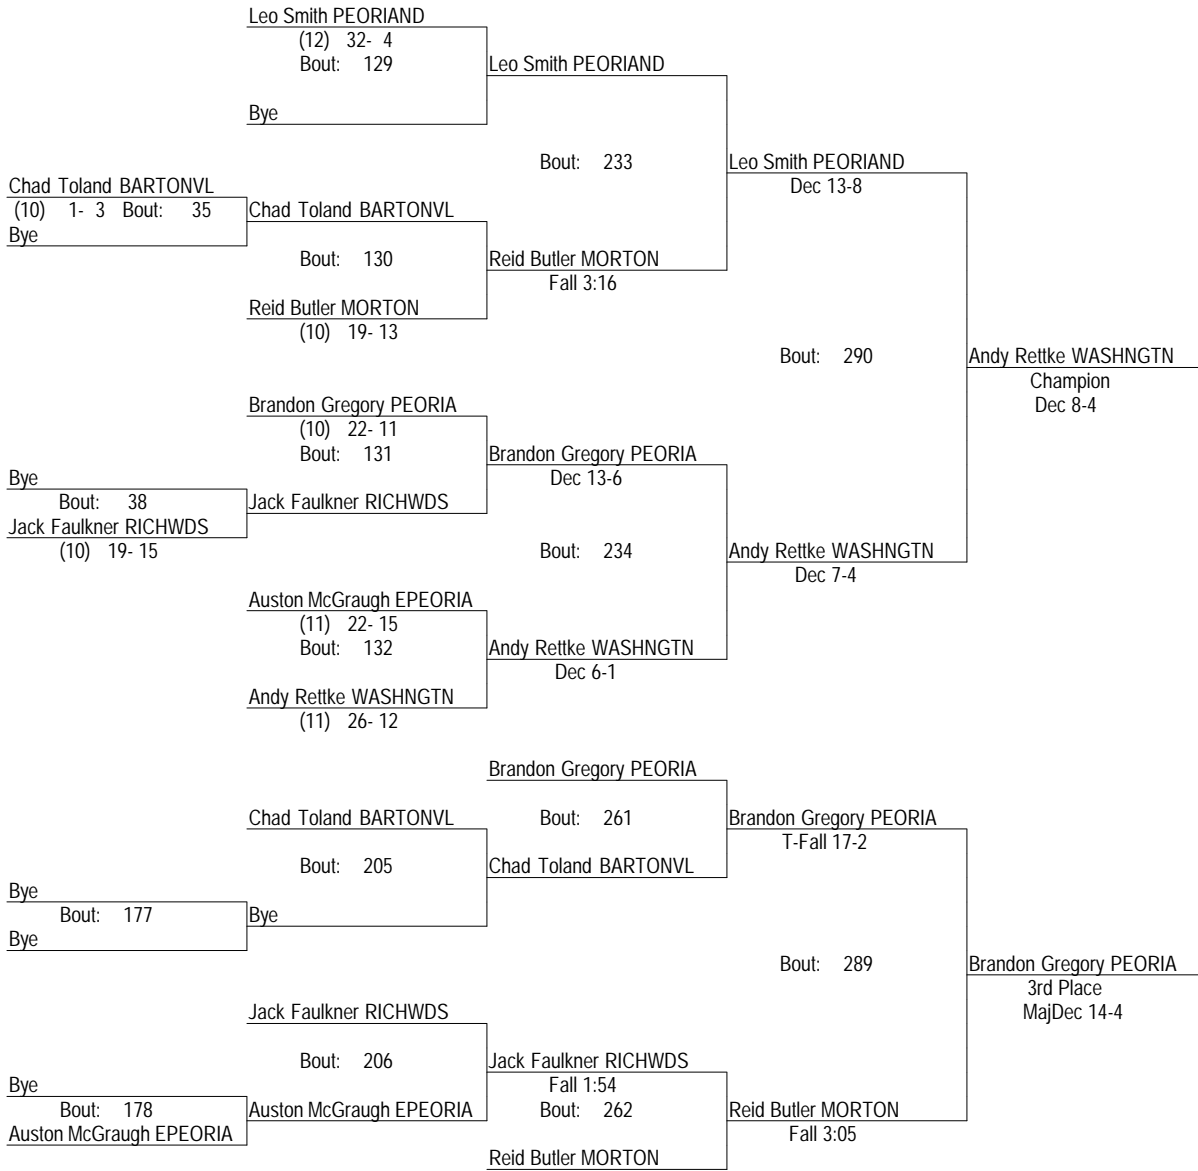 Leo Smith PEORIAND
(12) 32- 4
Bout: 129
Leo Smith PEORIAND
Bye
Bout: 233
Leo Smith PEORIAND
Dec 13-8
Chad Toland BARTONVL
(10) 1- 3 Bout: 35
Chad Toland BARTONVL
Bye
Bout: 130
Reid Butler MORTON
Fall 3:16
Reid Butler MORTON
(10) 19- 13
Bout: 290
Andy Rettke WASHNGTN
Champion
Dec 8-4
Brandon Gregory PEORIA
(10) 22- 11
Bout: 131
Brandon Gregory PEORIA
Dec 13-6
Bye
Bout: 38
Jack Faulkner RICHWDS
Jack Faulkner RICHWDS
(10) 19- 15
Bout: 234
Andy Rettke WASHNGTN
Dec 7-4
Auston McGraugh EPEORIA
(11) 22- 15
Bout: 132
Andy Rettke WASHNGTN
Dec 6-1
Andy Rettke WASHNGTN
(11) 26- 12
Brandon Gregory PEORIA
Chad Toland BARTONVL
Bout: 261
Brandon Gregory PEORIA
T-Fall 17-2
Bout: 205
Chad Toland BARTONVL
Bye
Bout: 177
Bye
Bye
Bout: 289
Brandon Gregory PEORIA
3rd Place
MajDec 14-4
Jack Faulkner RICHWDS
Bout: 206
Jack Faulkner RICHWDS
Fall 1:54
Bye
Bout: 178
Auston McGraugh EPEORIA
Bout: 262
Reid Butler MORTON
Fall 3:05
Auston McGraugh EPEORIA
Reid Butler MORTON